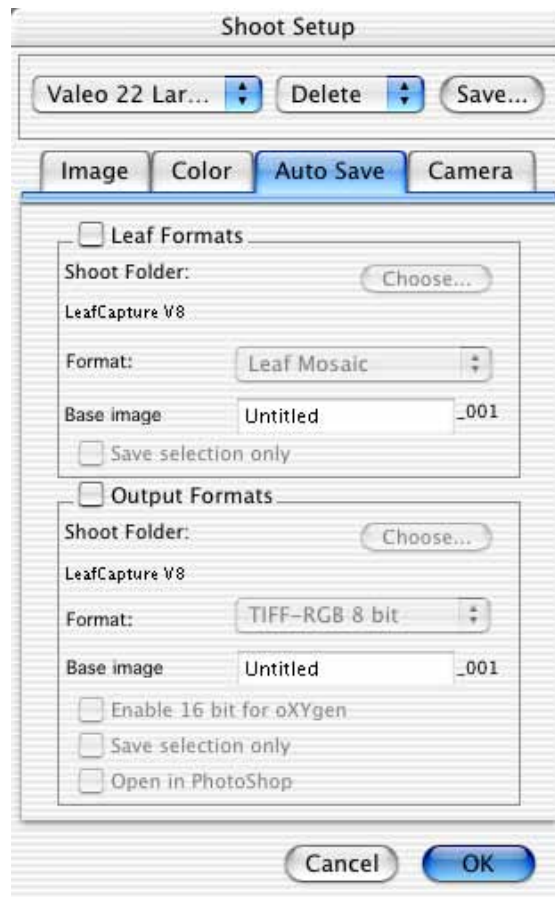 Shoot Setup
Valeo 22 Lar... Delete Save...
Image Color Auto Save Camera
Leaf Formats
Shoot Folder: Choose...
LeafCapture V8
Format: Leaf Mosaic
Base image Untitled _001
Save selection only
Output Formats
Shoot Folder: Choose...
LeafCapture V8
Format: TIFF-RGB 8 bit
Base image Untitled _001
Enable 16 bit for oXYgen
Save selection only
Open in PhotoShop
Cancel OK